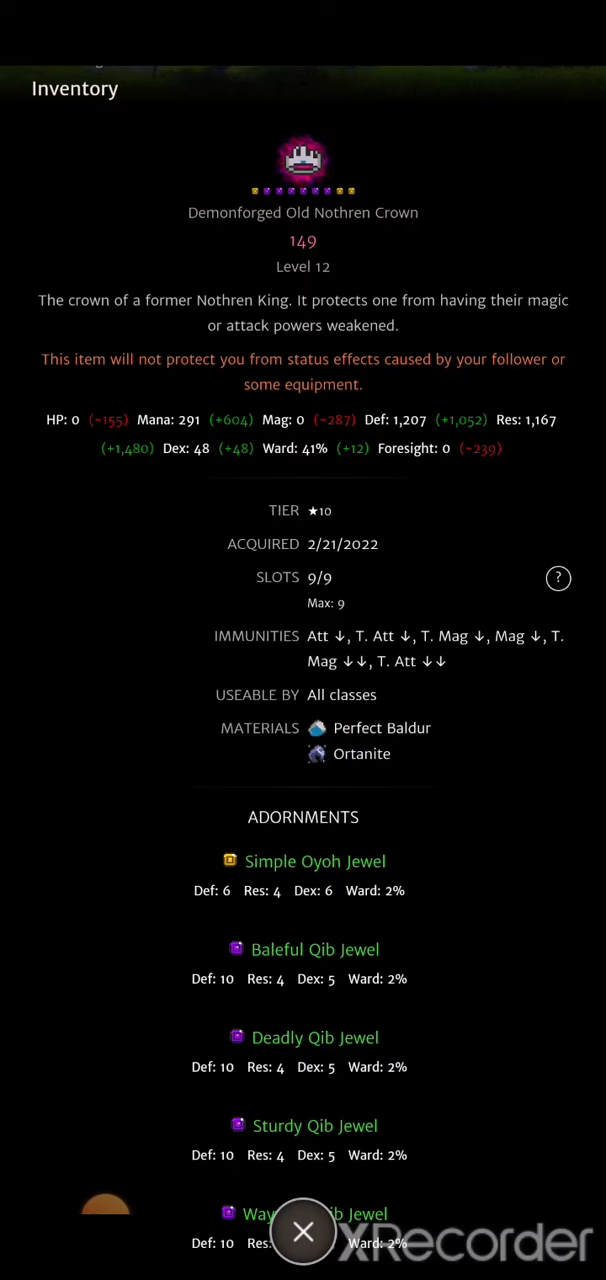 Inventory
Demonforged Old Nothren Crown
149
Level 12
The crown of a former Nothren King. It protects one from having their magic
or attack powers weakened.
This item will not protect you from status effects caused by your follower or
some equipment.
HP: 0 (-155) Mana: 291 (+604) Mag: 0 (-287) Def: 1,207 (+1,052) Res: 1,167
(+1,480) Dex: 48 (+48) Ward: 41% (+12) Foresight: 0 (-239)
TIER ★10
ACQUIRED 2/21/2022
SLOTS 9/9 ?
Max: 9
IMMUNITIES Att ↓, T. Att ↓, T. Mag ↓, Mag ↓, T.
Mag ↓↓, T. Att ↓↓
USEABLE BY All classes
MATERIALS Perfect Baldur
Ortanite
ADORNMENTS
Simple Oyoh Jewel
Def: 6 Res: 4 Dex: 6 Ward: 2%
Baleful Qib Jewel
Def: 10 Res: 4 Dex: 5 Ward: 2%
Deadly Qib Jewel
Def: 10 Res: 4 Dex: 5 Ward: 2%
Sturdy Qib Jewel
Def: 10 Res: 4 Dex: 5 Ward: 2%
Jewel
Def: 10 Res: Ward: 2%
XRecorder